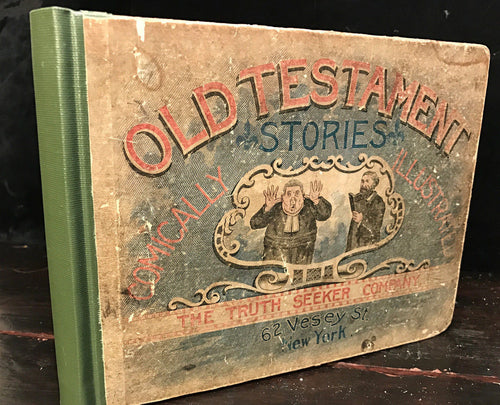 OLD TESTAMENT
STORIES
COMICALLY
ILLUSTRATED
THE TRUTH SEEKER COMPANY.
62 Vesey St.
New York.